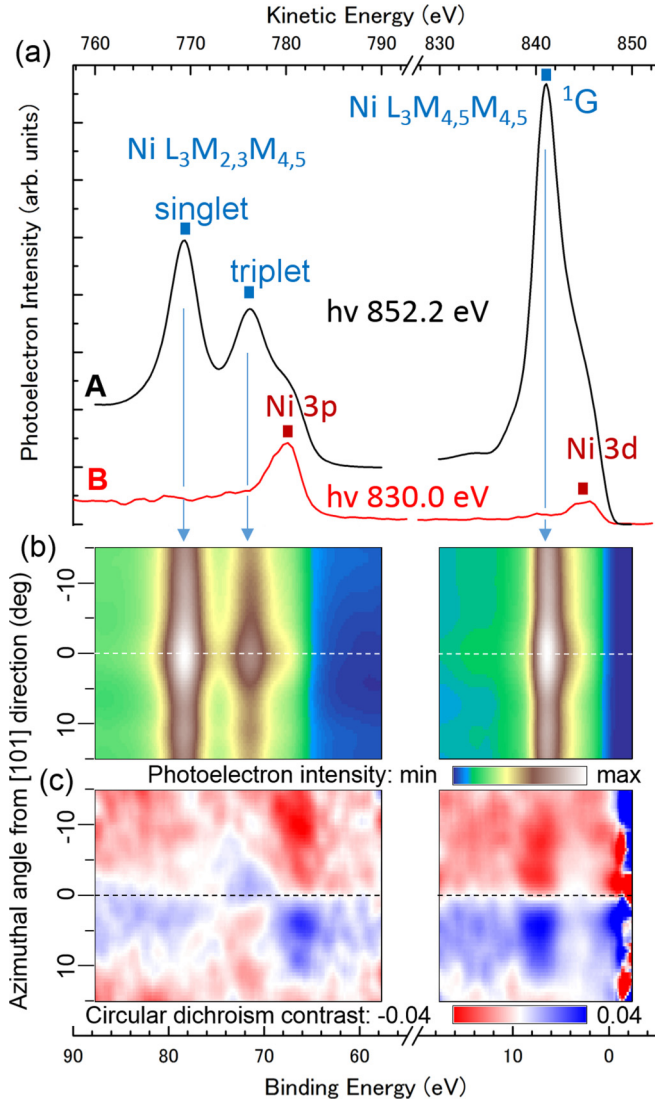 Kinetic Energy (eV)
760 770 780 790 830 840 850
(a)
Ni L3M4,5M4,5 1G
Ni L3M2,3M4,5
singlet
triplet
hv 852.2 eV
A
Ni 3p
Ni 3d
B
hv 830.0 eV
Photoelectron Intensity (arb. units)
(b)
-10
0
10
Photoelectron intensity: min max
(c)
-10
0
10
Azimuthal angle from [101] direction (deg)
Circular dichroism contrast: -0.04 0.04
90 80 70 60 10 0
Binding Energy (eV)